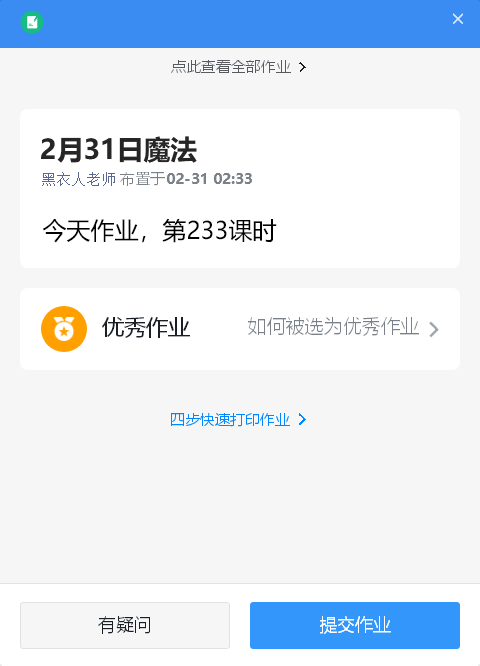 点此查看全部作业
2月31日魔法
黑衣人老师 布置于02-31 02:33
今天作业，第233课时
优秀作业 如何被选为优秀作业
四步快速打印作业
有疑问 提交作业